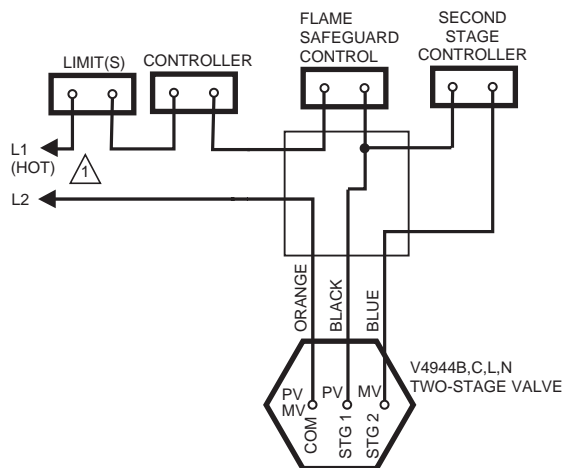 FLAME
SAFEGUARD
CONTROL
SECOND
STAGE
CONTROLLER
LIMIT(S)
CONTROLLER
L1
(HOT)
1
L2
ORANGE
BLACK
BLUE
V4944B,C,L,N
TWO-STAGE VALVE
PV
MV
PV
MV
COM
STG 1
STG 2